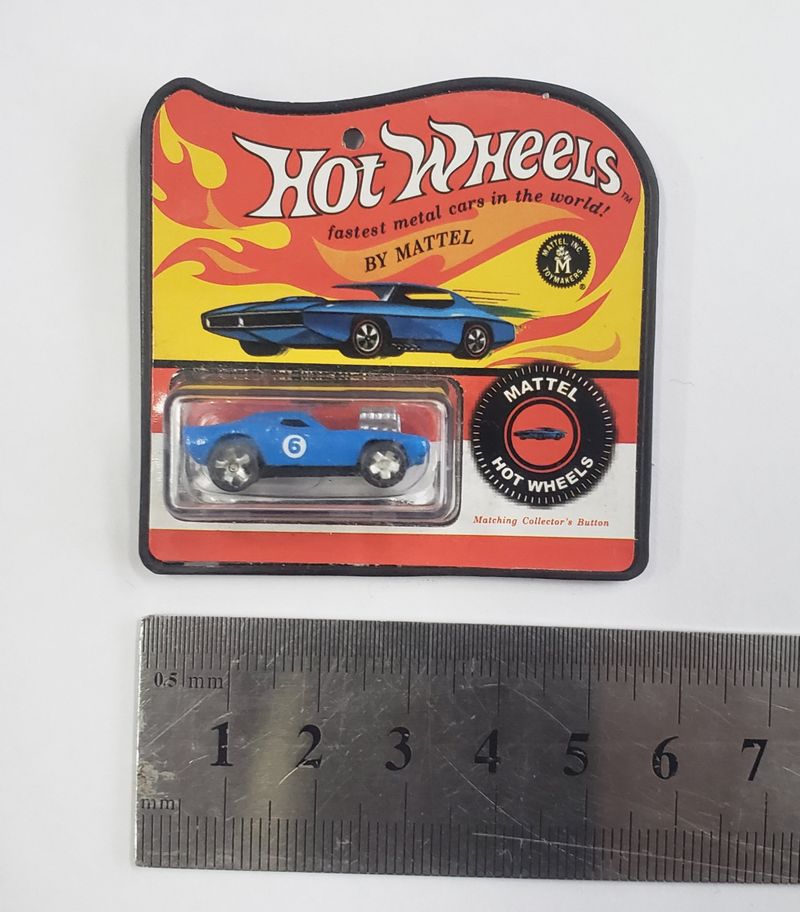 HOT WHEELS™
fastest metal cars in the world!
BY MATTEL
MATTEL, INC
M
TOYMAKERS
®
6
MATTEL
HOT WHEELS
Matching Collector's Button
0.5 mm
1 2 3 4 5 6 7
mm